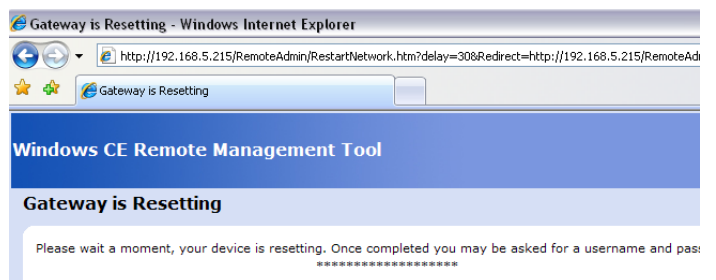 Gateway is Resetting - Windows Internet Explorer
http://192.168.5.215/RemoteAdmin/RestartNetwork.htm?delay=30&Redirect=http://192.168.5.215/RemoteAd
Gateway is Resetting
Windows CE Remote Management Tool
Gateway is Resetting
Please wait a moment, your device is resetting. Once completed you may be asked for a username and pas
*******************